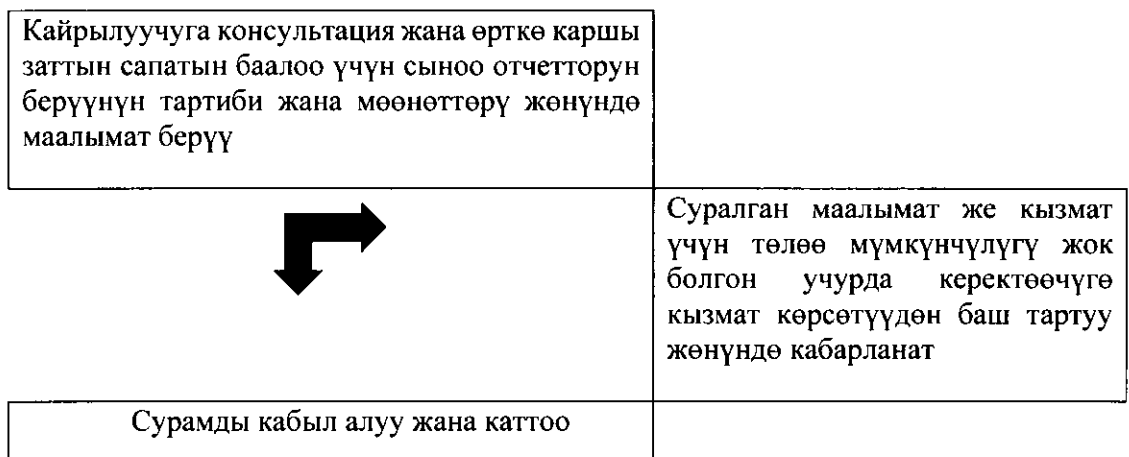 Кайрылуучуга консультация жана өрткө каршы
заттын сапатын баалоо үчүн сыноо отчетторун
берүүнүн тартиби жана мөөнөттөрү жөнүндө
маалымат берүү
Суралган маалымат же кызмат
үчүн төлөө мүмкүнчүлүгү жок
болгон учурда керектөөчүгө
кызмат көрсөтүүдөн баш тартуу
жөнүндө кабарланат
Сурамды кабыл алуу жана каттоо